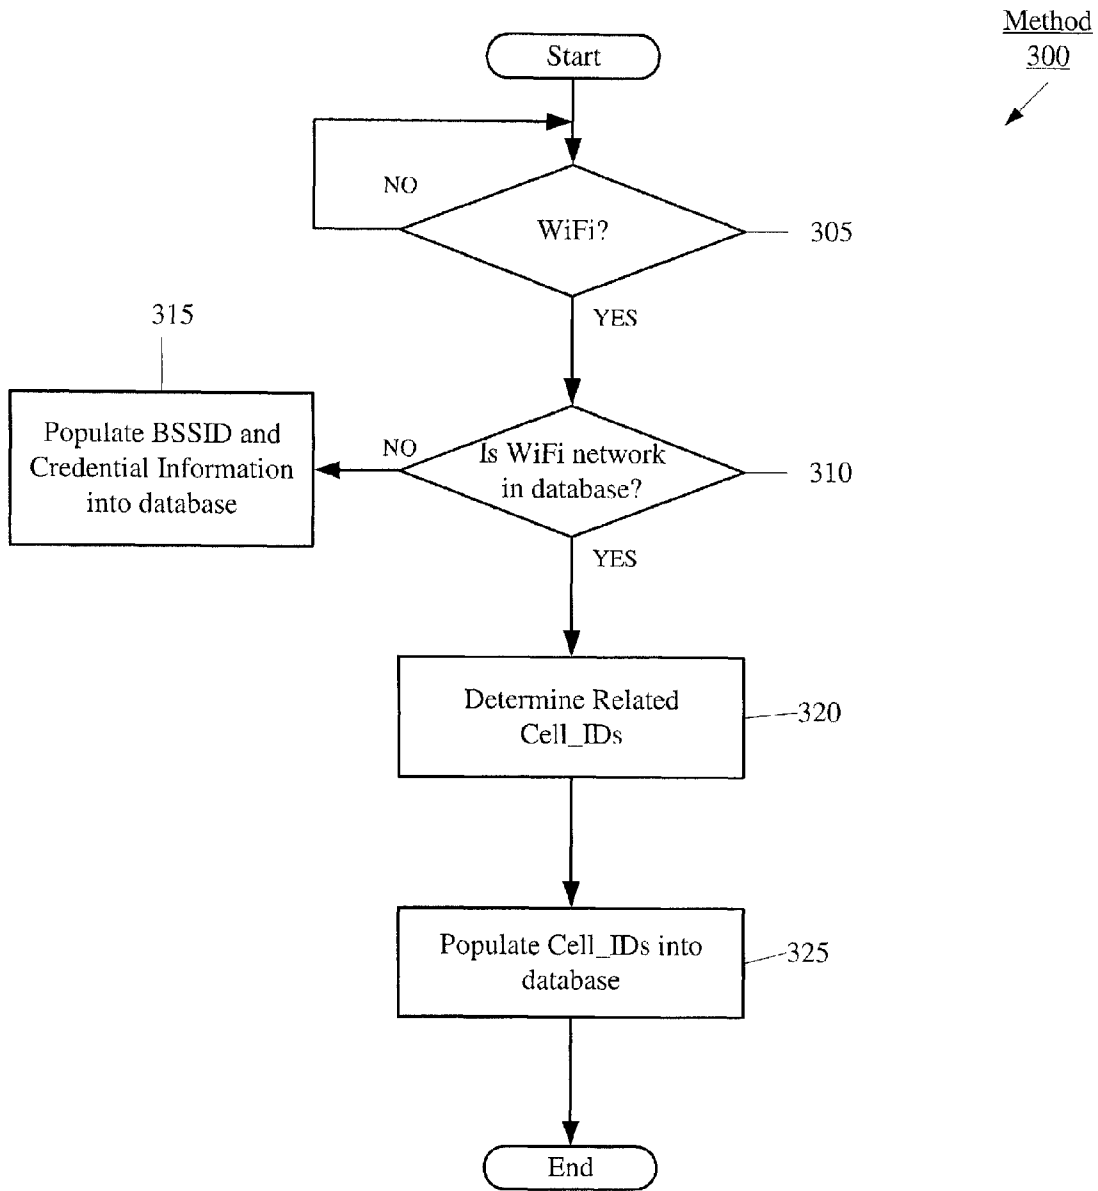 Method
300
Start
NO
WiFi?
305
YES
315
Populate BSSID and
Credential Information
into database
NO
Is WiFi network
in database?
310
YES
Determine Related
Cell_IDs
320
Populate Cell_IDs into
database
325
End